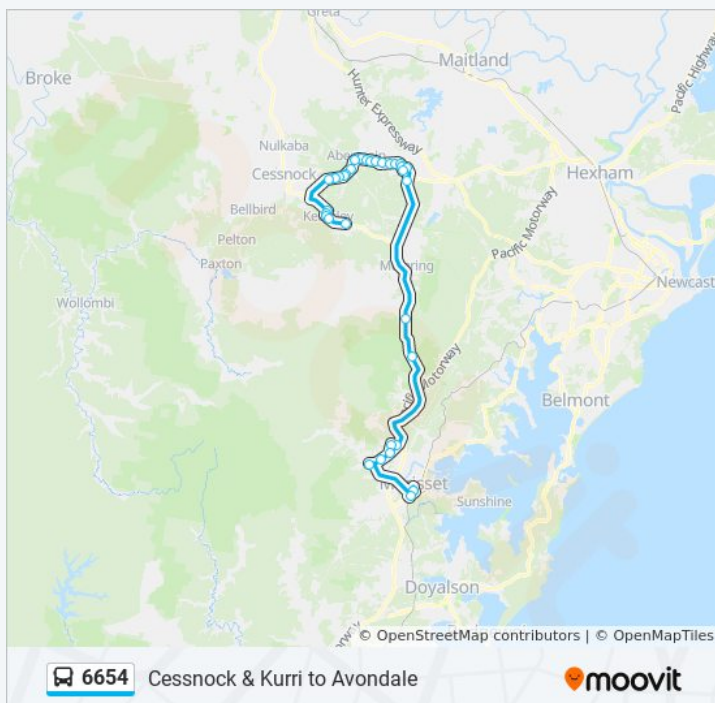 Greta
Broke
Maitland
Pacific Highway
Hunter Expressway
Nulkaba
Cessnock
Hexham
Bellbird
Pelton
Paxton
Pacific Motorway
Newcast
Wollombi
Belmont
Sunshine
Doyalson
© OpenStreetMap contributors | © OpenMapTiles
6654 Cessnock & Kurri to Avondale
moovit